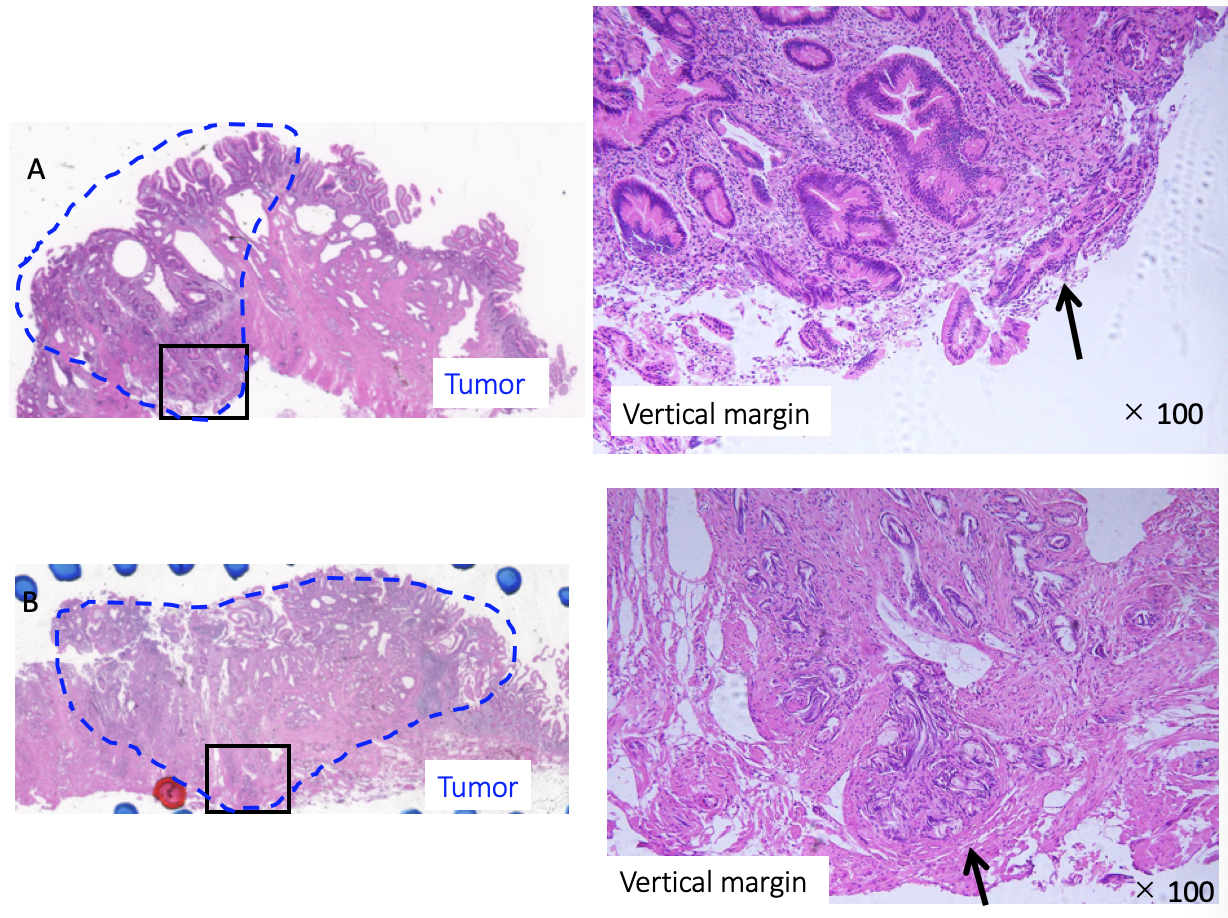 A
Tumor
Vertical margin
× 100
B
Tumor
Vertical margin
× 100